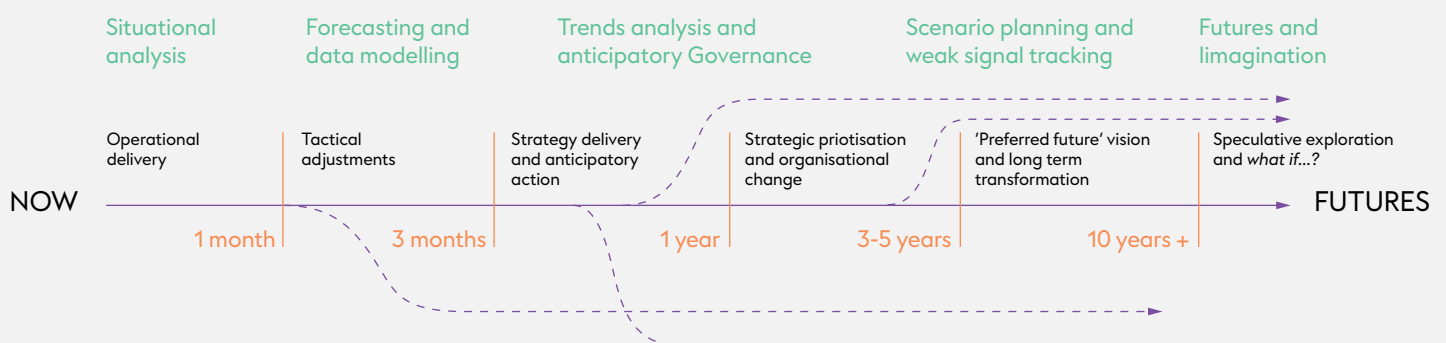 Situational
analysis
Forecasting and
data modelling
Trends analysis and
anticipatory Governance
Scenario planning and
weak signal tracking
Futures and
limagination
Operational
delivery
Tactical
adjustments
Strategy delivery
and anticipatory
action
Strategic priotisation
and organisational
change
'Preferred future' vision
and long term
transformation
Speculative exploration
and what if...?
NOW
FUTURES
1 month
3 months
1 year
3-5 years
10 years +